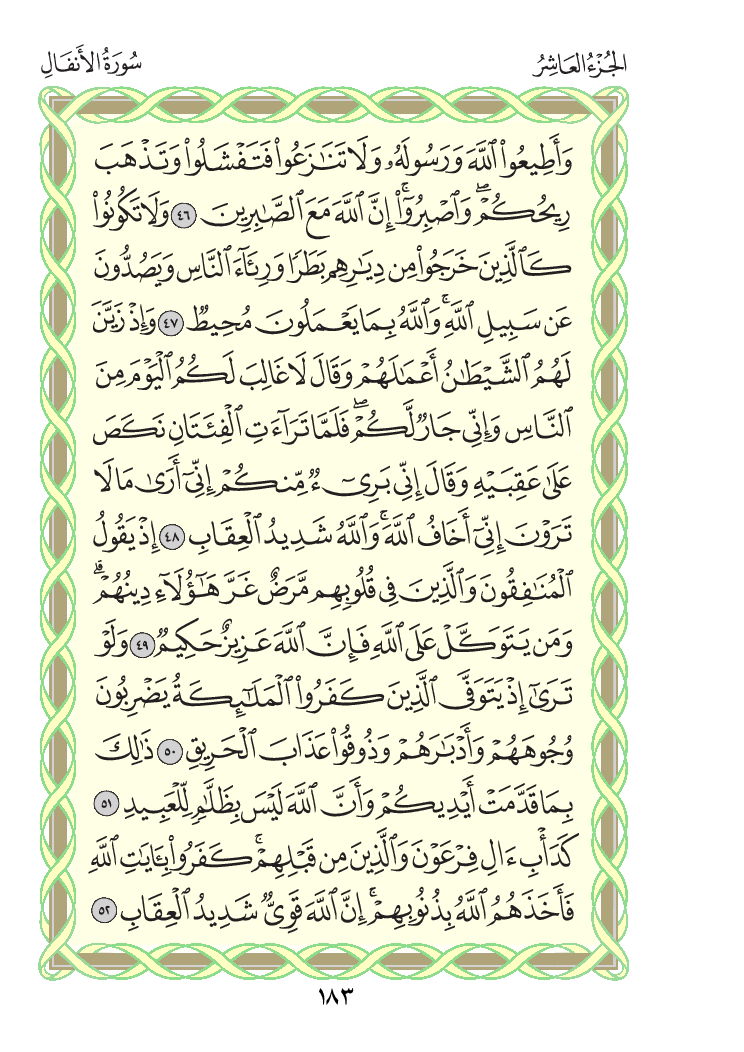 الجُزْءُ العَاشِرُ
سُورَةُ الأَنفَالِ
وَأَطِيعُوا۟ ٱللَّهَ وَرَسُولَهُۥ وَلَا تَنَـٰزَعُوا۟ فَتَفْشَلُوا۟ وَتَذْهَبَ
رِيحُكُمْ ۖ وَٱصْبِرُوٓا۟ ۚ إِنَّ ٱللَّهَ مَعَ ٱلصَّـٰبِرِينَ ٤٦ وَلَا تَكُونُوا۟
كَٱلَّذِينَ خَرَجُوا۟ مِن دِيَـٰرِهِم بَطَرًا وَرِئَآءَ ٱلنَّاسِ وَيَصُدُّونَ
عَن سَبِيلِ ٱللَّهِ ۚ وَٱللَّهُ بِمَا يَعْمَلُونَ مُحِيطٌ ٤٧ وَإِذْ زَيَّنَ
لَهُمُ ٱلشَّيْطَـٰنُ أَعْمَـٰلَهُمْ وَقَالَ لَا غَالِبَ لَكُمُ ٱلْيَوْمَ مِنَ
ٱلنَّاسِ وَإِنِّى جَارٌ لَّكُمْ ۖ فَلَمَّا تَرَآءَتِ ٱلْفِئَتَانِ نَكَصَ
عَلَىٰ عَقِبَيْهِ وَقَالَ إِنِّى بَرِىٓءٌ مِّنكُمْ إِنِّىٓ أَرَىٰ مَا لَا
تَرَوْنَ إِنِّىٓ أَخَافُ ٱللَّهَ ۚ وَٱللَّهُ شَدِيدُ ٱلْعِقَابِ ٤٨ إِذْ يَقُولُ
ٱلْمُنَـٰفِقُونَ وَٱلَّذِينَ فِى قُلُوبِهِم مَّرَضٌ غَرَّ هَـٰٓؤُلَآءِ دِينُهُمْ ۗ
وَمَن يَتَوَكَّلْ عَلَى ٱللَّهِ فَإِنَّ ٱللَّهَ عَزِيزٌ حَكِيمٌ ٤٩ وَلَوْ
تَرَىٰٓ إِذْ يَتَوَفَّى ٱلَّذِينَ كَفَرُوا۟ ٱلْمَلَـٰٓئِكَةُ يَضْرِبُونَ
وُجُوهَهُمْ وَأَدْبَـٰرَهُمْ وَذُوقُوا۟ عَذَابَ ٱلْحَرِيقِ ٥٠ ذَٰلِكَ
بِمَا قَدَّمَتْ أَيْدِيكُمْ وَأَنَّ ٱللَّهَ لَيْسَ بِظَلَّـٰمٍ لِّلْعَبِيدِ ٥١
كَدَأْبِ ءَالِ فِرْعَوْنَ وَٱلَّذِينَ مِن قَبْلِهِمْ ۚ كَفَرُوا۟ بِـَٔايَـٰتِ ٱللَّهِ
فَأَخَذَهُمُ ٱللَّهُ بِذُنُوبِهِمْ ۚ إِنَّ ٱللَّهَ قَوِىٌّ شَدِيدُ ٱلْعِقَابِ ٥٢
١٨٣